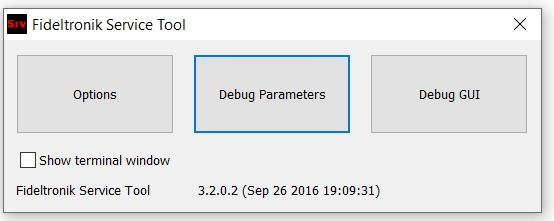 Srv Fideltronik Service Tool
Options Debug Parameters Debug GUI
Show terminal window
Fideltronik Service Tool 3.2.0.2 (Sep 26 2016 19:09:31)